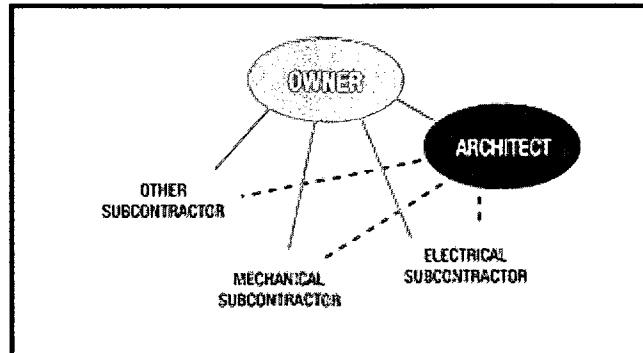 OWNER
ARCHITECT
OTHER
SUBCONTRACTOR
MECHANICAL
SUBCONTRACTOR
ELECTRICAL
SUBCONTRACTOR